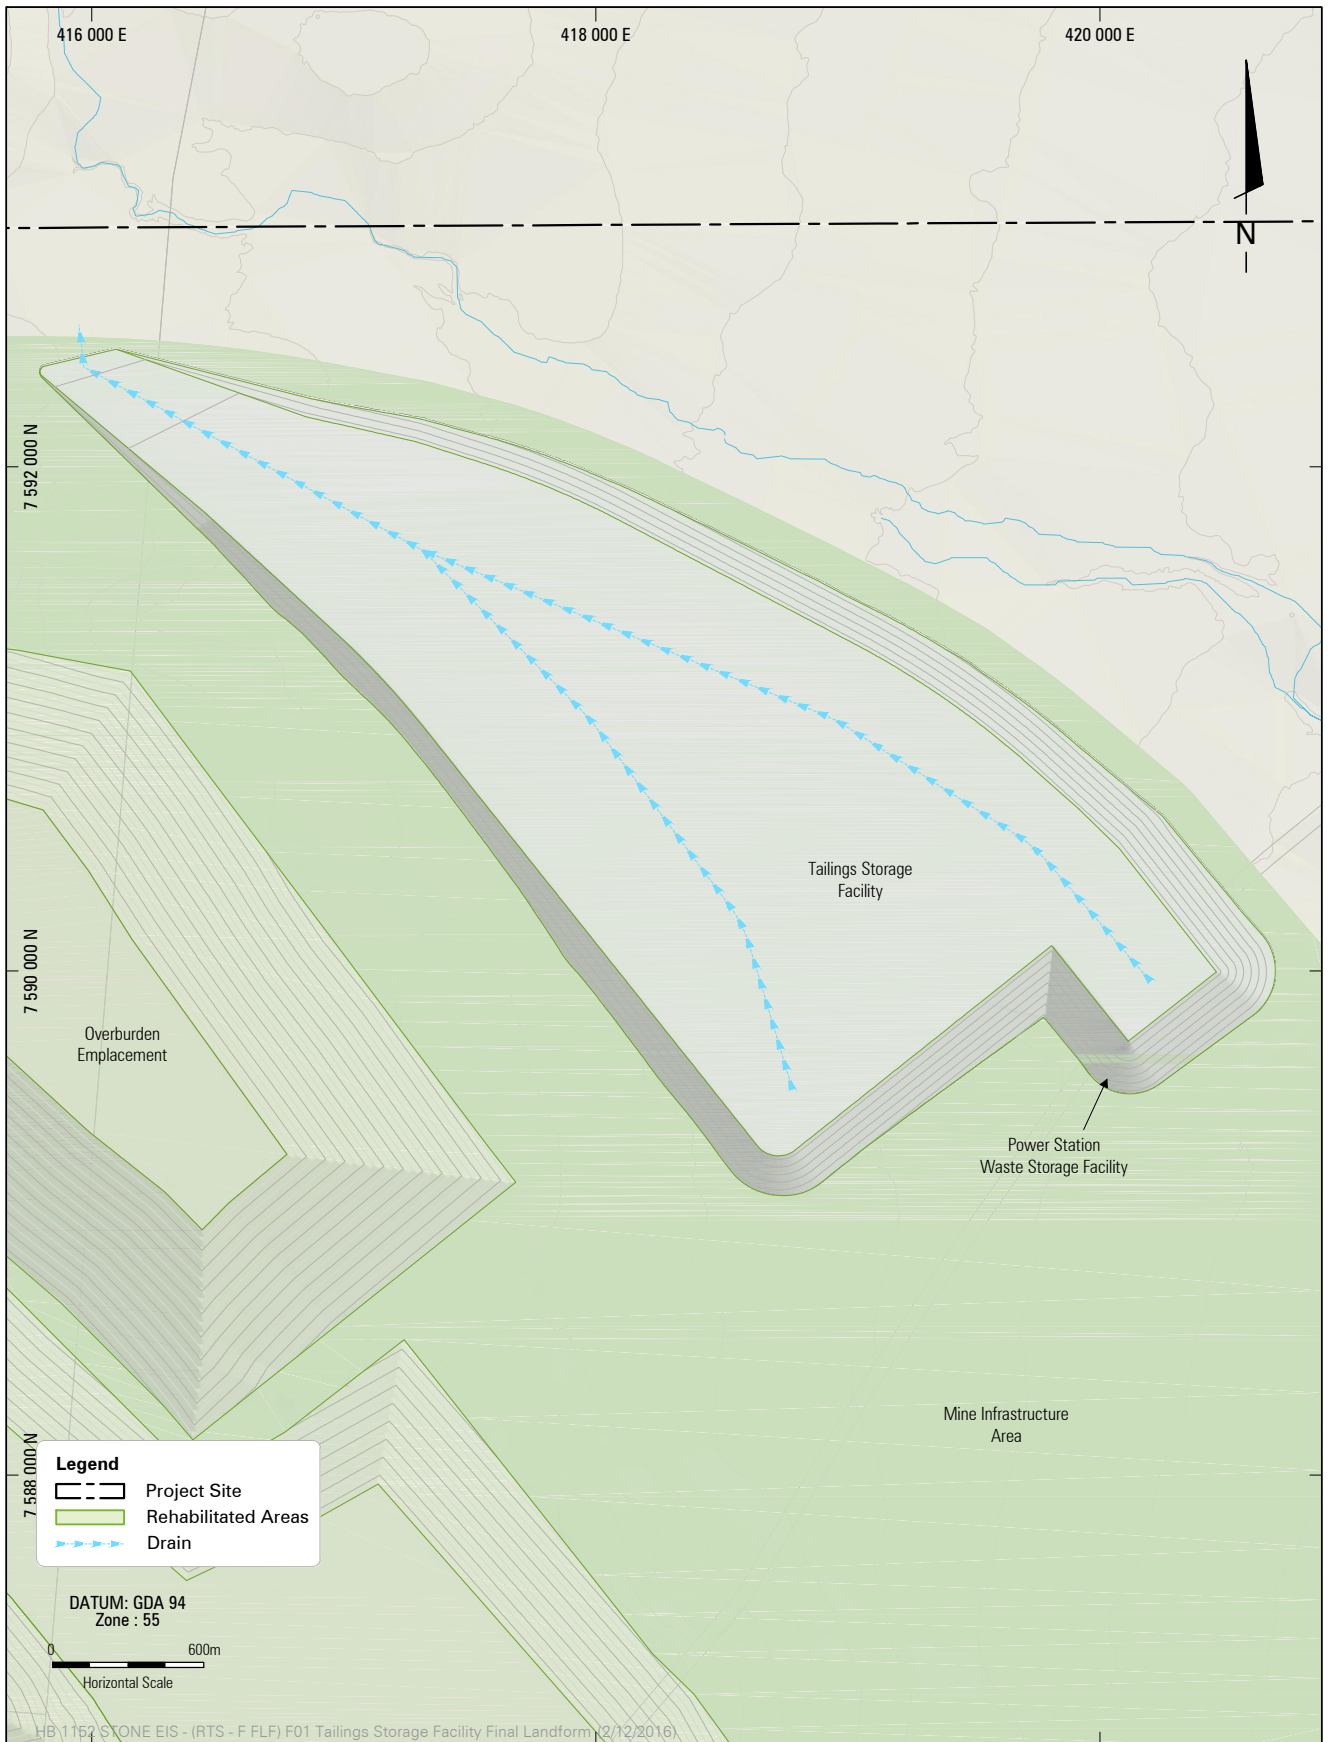 416 000 E
418 000 E
420 000 E
N
7 592 000 N
Tailings Storage
Facility
7 590 000 N
Overburden
Emplacement
Power Station
Waste Storage Facility
Mine Infrastructure
Area
7 588 000 N
Legend
Project Site
Rehabilitated Areas
Drain
DATUM: GDA 94
Zone : 55
0 600m
Horizontal Scale
HB 1152 STONE EIS - (RTS - F FLF) F01 Tailings Storage Facility Final Landform (2/12/2016)